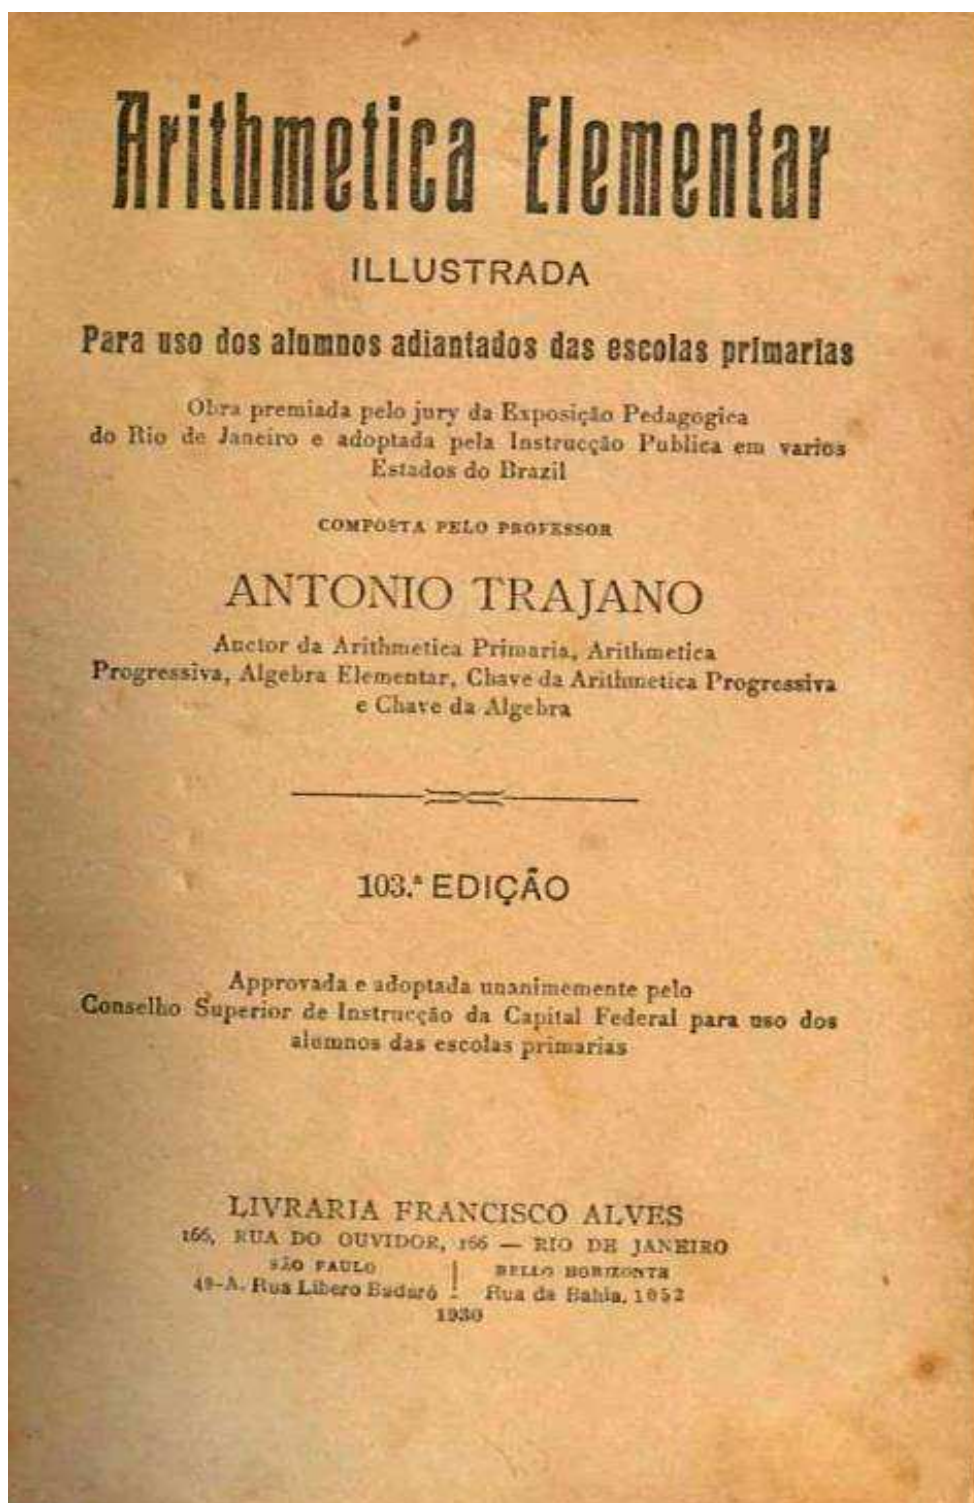 Arithmetica Elementar
ILLUSTRADA
Para uso dos alumnos adiantados das escolas primarias
Obra premiada pelo jury da Exposição Pedagogica
do Rio de Janeiro e adoptada pela Instrucção Publica em varios
Estados do Brazil
COMPOSTA PELO PROFESSOR
ANTONIO TRAJANO
Auctor da Arithmetica Primaria, Arithmetica
Progressiva, Algebra Elementar, Chave da Arithmetica Progressiva
e Chave da Algebra
103.ª EDIÇÃO
Approvada e adoptada unanimemente pelo
Conselho Superior de Instrucção da Capital Federal para uso dos
alumnos das escolas primarias
LIVRARIA FRANCISCO ALVES
166, RUA DO OUVIDOR, 166 — RIO DE JANEIRO
SÃO PAULO BELLO HORIZONTE
49-A. Rua Libero Badaró Rua da Bahia, 1052
1930